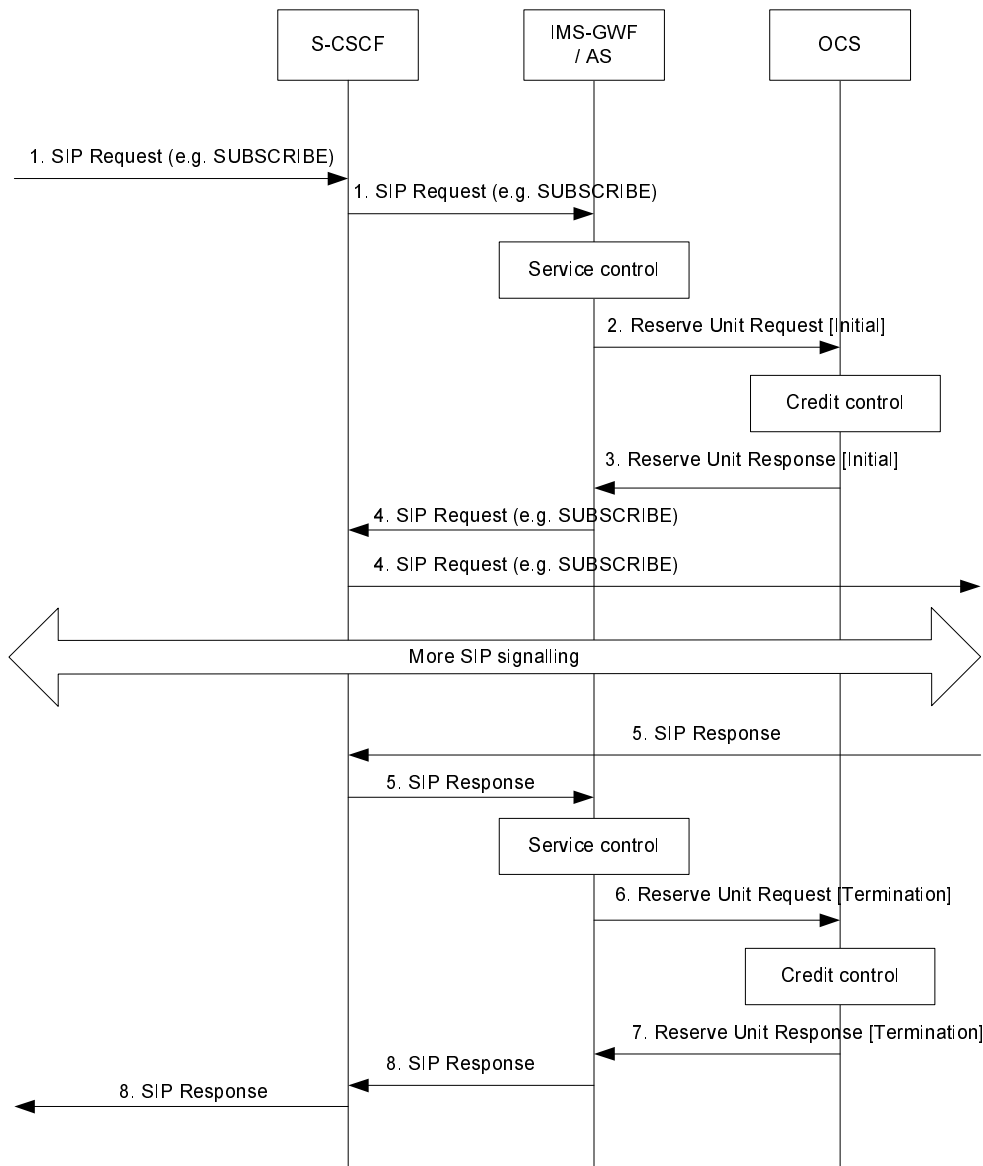 S-CSCF
IMS-GWF
/ AS
OCS
1. SIP Request (e.g. SUBSCRIBE)
1. SIP Request (e.g. SUBSCRIBE)
Service control
2. Reserve Unit Request [Initial]
Credit control
3. Reserve Unit Response [Initial]
4. SIP Request (e.g. SUBSCRIBE)
4. SIP Request (e.g. SUBSCRIBE)
More SIP signalling
5. SIP Response
5. SIP Response
Service control
6. Reserve Unit Request [Termination]
Credit control
7. Reserve Unit Response [Termination]
8. SIP Response
8. SIP Response